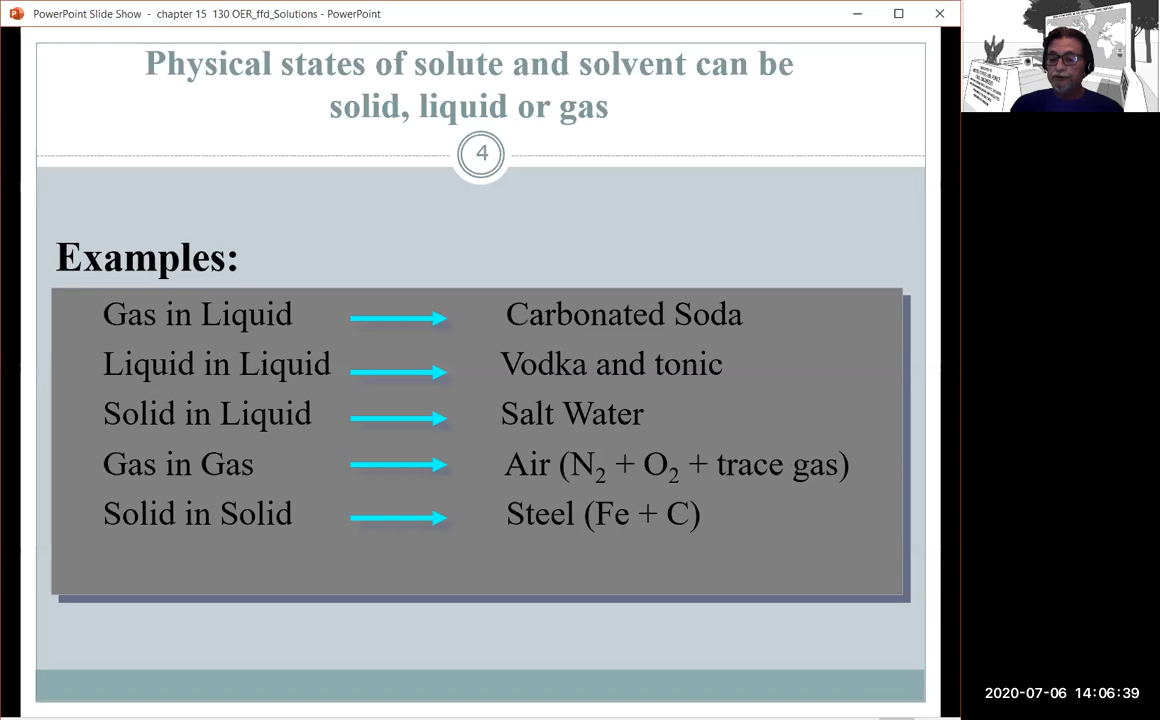 PowerPoint Slide Show - chapter 15 130 OER_ffd_Solutions - PowerPoint
Physical states of solute and solvent can be
solid, liquid or gas
4
Examples:
Gas in Liquid Carbonated Soda
Liquid in Liquid Vodka and tonic
Solid in Liquid Salt Water
Gas in Gas Air (N₂ + O₂ + trace gas)
Solid in Solid Steel (Fe + C)
2020-07-06 14:06:39